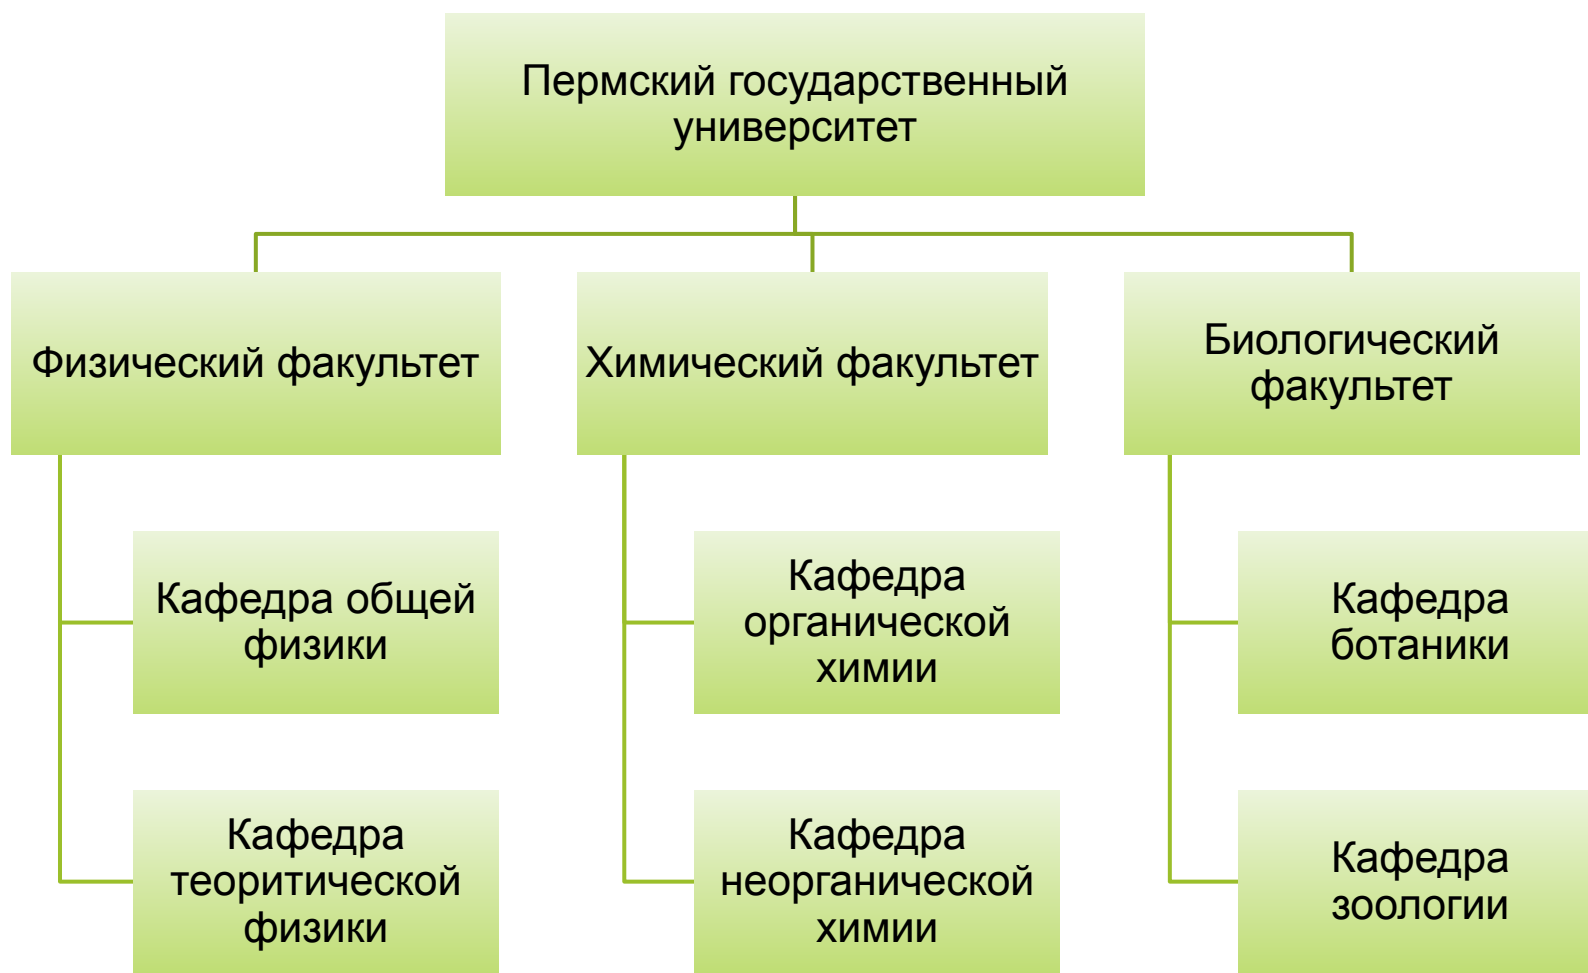 Пермский государственный
университет
Физический факультет
Химический факультет
Биологический
факультет
Кафедра общей
физики
Кафедра
органической
химии
Кафедра
ботаники
Кафедра
теоритической
физики
Кафедра
неорганической
химии
Кафедра
зоологии